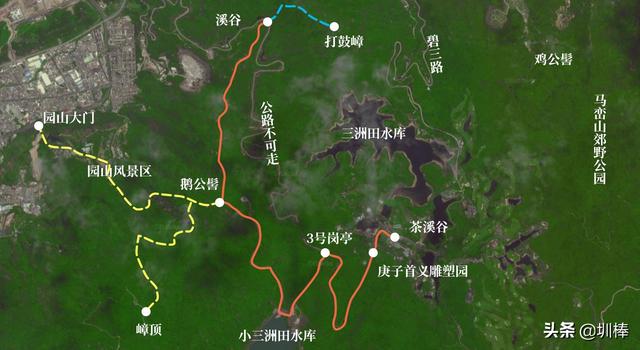 溪谷
打鼓嶂
碧三路
鸡公髻
马峦山郊野公园
园山大门
公路不可走
三洲田水库
园山风景区
鹅公髻
茶溪谷
3号岗亭
庚子首义雕塑园
嶂顶
小三洲田水库
头条 @圳棒